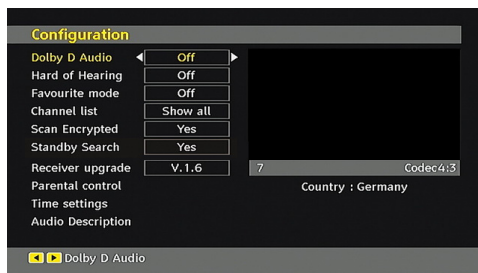 Configuration
Dolby D Audio Off
Hard of Hearing Off
Favourite mode Off
Channel list Show all
Scan Encrypted Yes
Standby Search Yes
Receiver upgrade V.1.6
Parental control
Time settings
Audio Description
7 Codec4:3
Country : Germany
Dolby D Audio